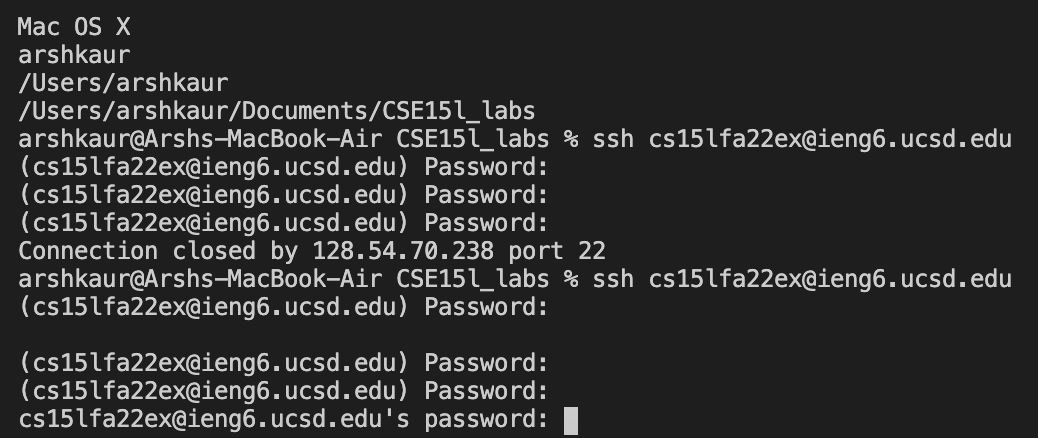 Mac OS X
arshkaur
/Users/arshkaur
/Users/arshkaur/Documents/CSE15l_labs
arshkaur@Arshs-MacBook-Air CSE15l_labs % ssh cs15lfa22ex@ieng6.ucsd.edu
(cs15lfa22ex@ieng6.ucsd.edu) Password:
(cs15lfa22ex@ieng6.ucsd.edu) Password:
(cs15lfa22ex@ieng6.ucsd.edu) Password:
Connection closed by 128.54.70.238 port 22
arshkaur@Arshs-MacBook-Air CSE15l_labs % ssh cs15lfa22ex@ieng6.ucsd.edu
(cs15lfa22ex@ieng6.ucsd.edu) Password:
(cs15lfa22ex@ieng6.ucsd.edu) Password:
(cs15lfa22ex@ieng6.ucsd.edu) Password:
cs15lfa22ex@ieng6.ucsd.edu's password: